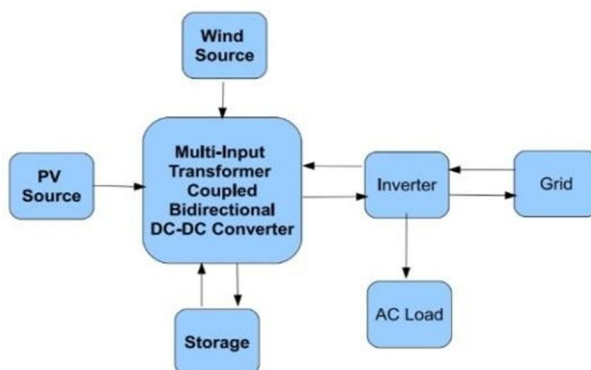 Wind
Source
PV
Source
Multi-Input
Transformer
Coupled
Bidirectional
DC-DC Converter
Inverter
Grid
Storage
AC Load